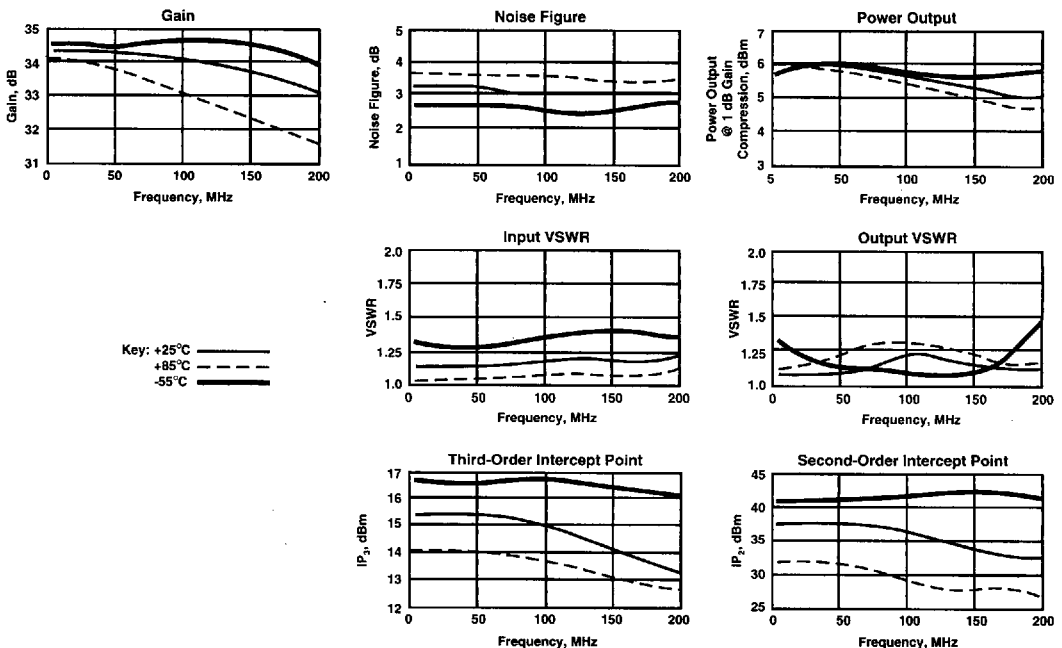 Gain
Gain, dB
35
34
33
32
31
0 50 100 150 200
Frequency, MHz
Noise Figure
Noise Figure, dB
5
4
3
2
1
0 50 100 150 200
Frequency, MHz
Power Output
Power Output
@ 1 dB Gain
Compression, dBm
7
6
5
4
3
5 50 100 150 200
Frequency, MHz
Input VSWR
VSWR
2.0
1.75
1.5
1.25
1.0
0 50 100 150 200
Frequency, MHz
Output VSWR
VSWR
2.0
1.75
1.5
1.25
1.0
0 50 100 150 200
Frequency, MHz
Key: +25°C
+85°C
-55°C
Third-Order Intercept Point
IP3, dBm
17
16
15
14
13
12
0 50 100 150 200
Frequency, MHz
Second-Order Intercept Point
IP2, dBm
45
40
35
30
25
0 50 100 150 200
Frequency, MHz